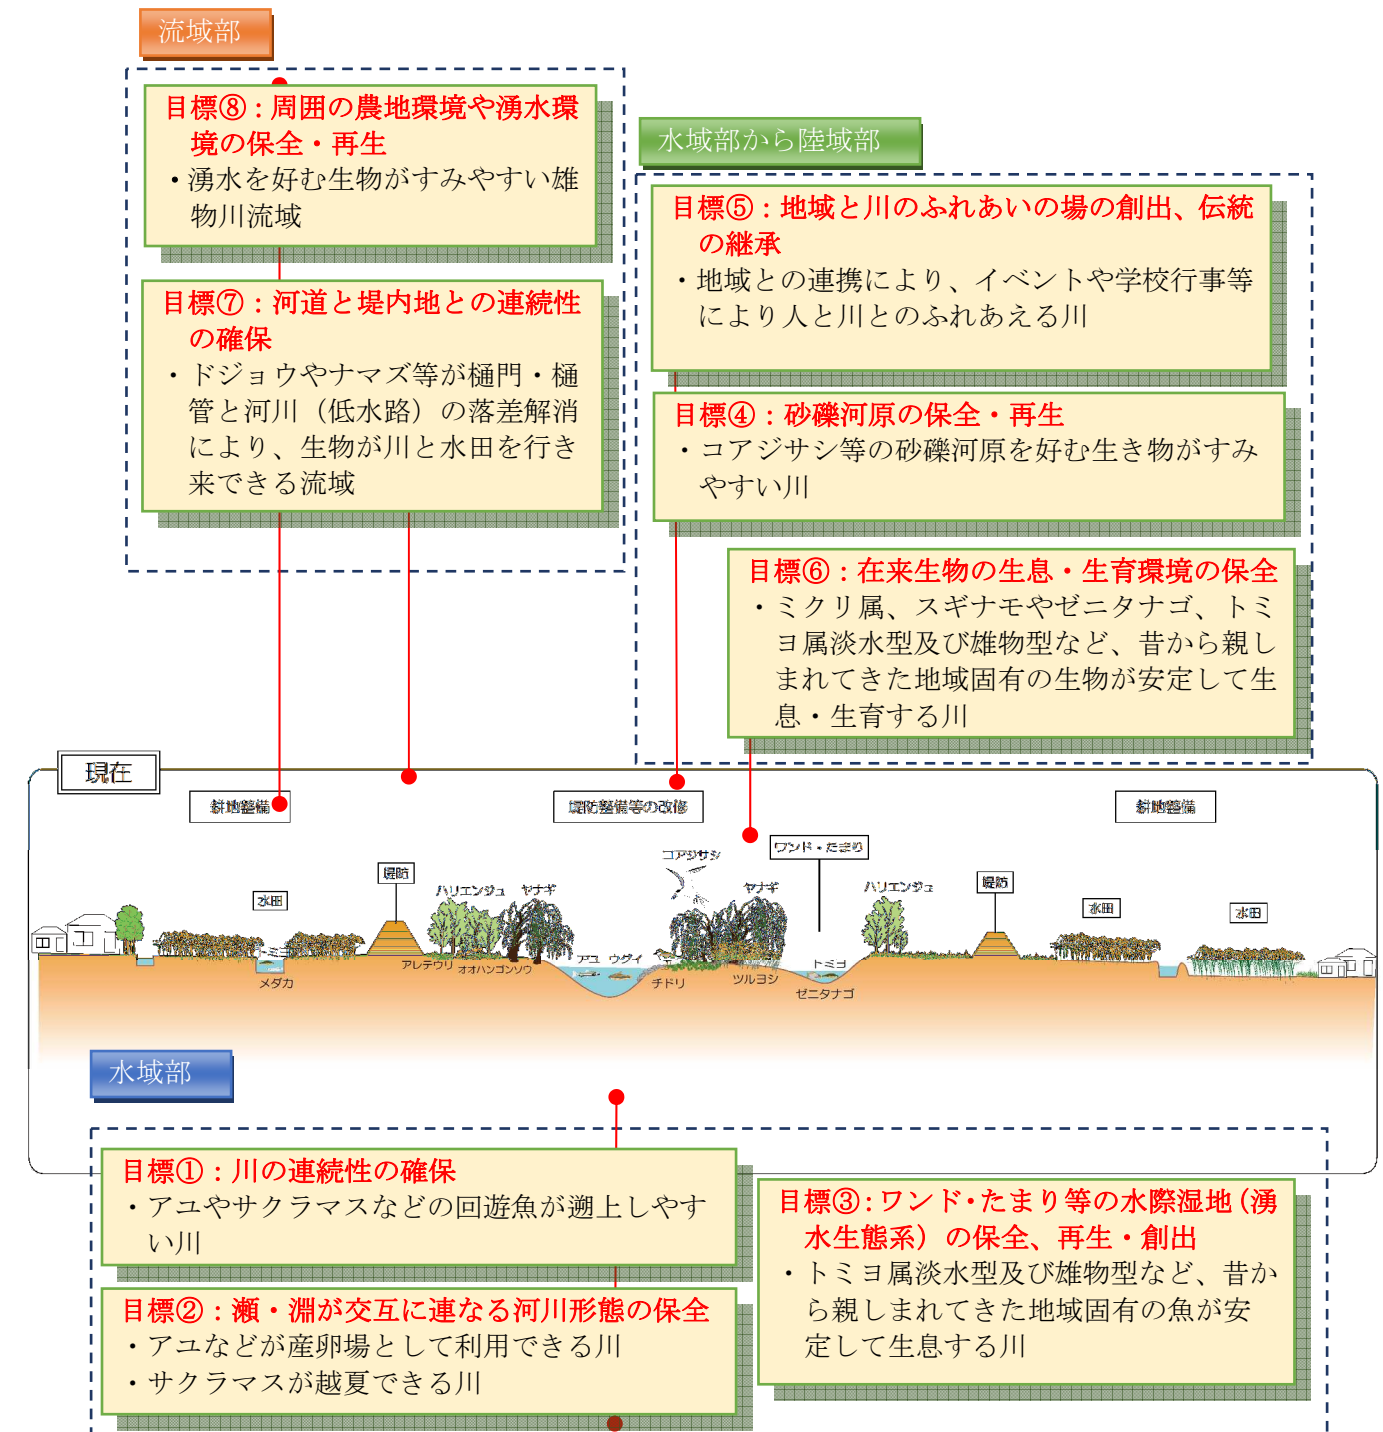 流域部
目標⑧：周囲の農地環境や湧水環
境の保全・再生
・湧水を好む生物がすみやすい雄
物川流域
目標⑦：河道と堤内地との連続性
の確保
・ドジョウやナマズ等が樋門・樋
管と河川（低水路）の落差解消
により、生物が川と水田を行き
来できる流域
水域部から陸域部
目標⑤：地域と川のふれあいの場の創出、伝統
の継承
・地域との連携により、イベントや学校行事等
により人と川とのふれあえる川
目標④：砂礫河原の保全・再生
・コアジサシ等の砂礫河原を好む生き物がすみ
やすい川
目標⑥：在来生物の生息・生育環境の保全
・ミクリ属、スギナモやゼニタナゴ、トミ
ヨ属淡水型及び雄物型など、昔から親し
まれてきた地域固有の生物が安定して生
息・生育する川
現在
耕地整備
堤防整備等の改修
耕地整備
コアジサシ
ワンド・たまり
水田
堤防
ハリエンジュ
ヤナギ
ヤナギ
ハリエンジュ
堤防
水田
水田
トミヨ
メダカ
アレチウリ
オオハンゴンソウ
アユ ウグイ
チドリ
ツルヨシ
トミヨ
ゼニタナゴ
水域部
目標①：川の連続性の確保
・アユやサクラマスなどの回遊魚が遡上しやす
い川
目標②：瀬・淵が交互に連なる河川形態の保全
・アユなどが産卵場として利用できる川
・サクラマスが越夏できる川
目標③：ワンド・たまり等の水際湿地（湧
水生態系）の保全、再生・創出
・トミヨ属淡水型及び雄物型など、昔か
ら親しまれてきた地域固有の魚が安
定して生息する川